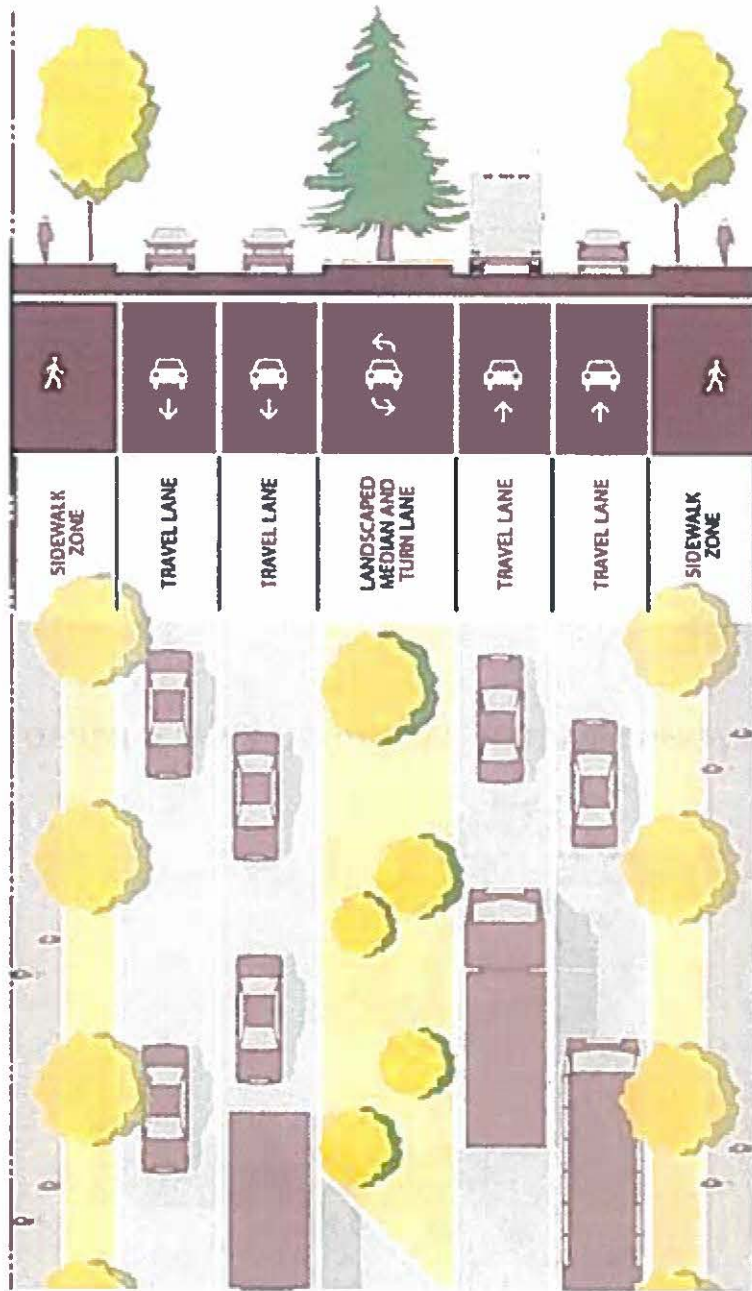 SIDEWALK
ZONE
TRAVEL LANE
TRAVEL LANE
LANDSCAPED
MEDIAN AND
TURN LANE
TRAVEL LANE
TRAVEL LANE
SIDEWALK
ZONE